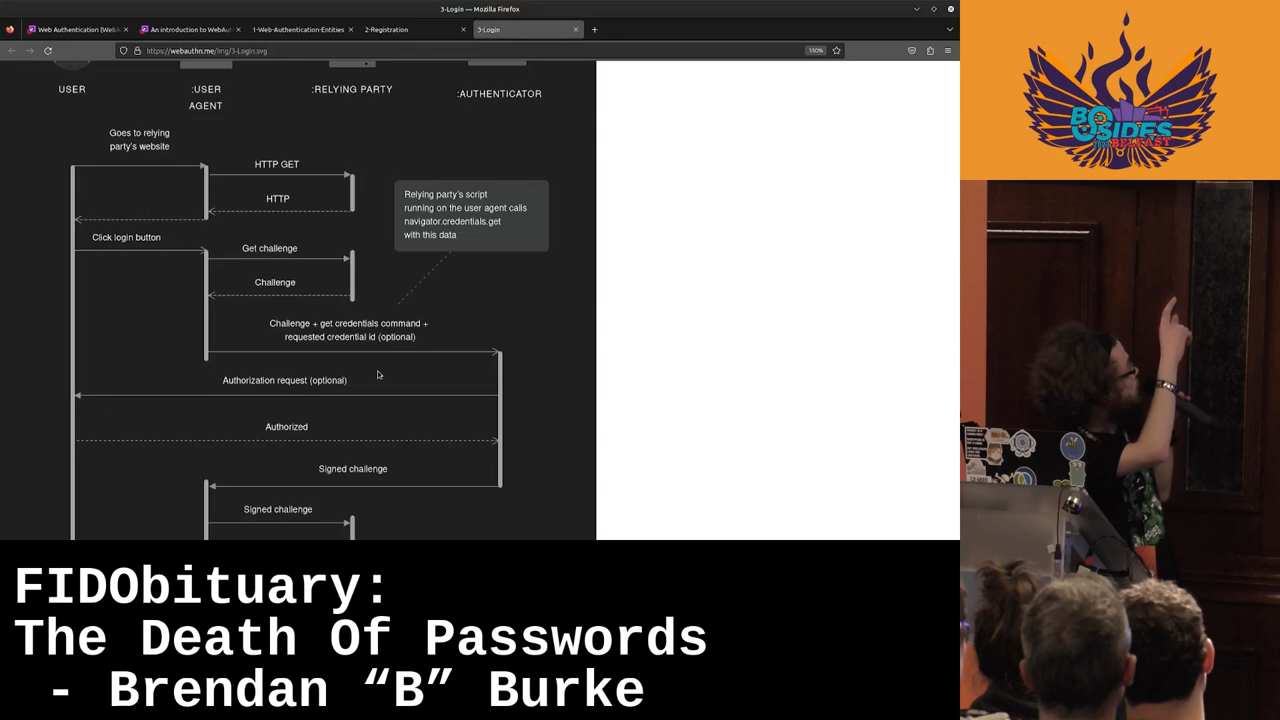 3-Login — Mozilla Firefox
Web Authentication (WebA
An introduction to WebAu
1-Web-Authentication-Entities
2-Registration
3-Login
https://webauthn.me/img/3-Login.svg
150%
USER
:USER
AGENT
:RELYING PARTY
:AUTHENTICATOR
Goes to relying
party's website
HTTP GET
HTTP
Relying party's script
running on the user agent calls
navigator.credentials.get
with this data
Click login button
Get challenge
Challenge
Challenge + get credentials command +
requested credential id (optional)
Authorization request (optional)
Authorized
Signed challenge
Signed challenge
FIDObituary:
The Death Of Passwords
- Brendan “B” Burke
BSIDES
BELFAST